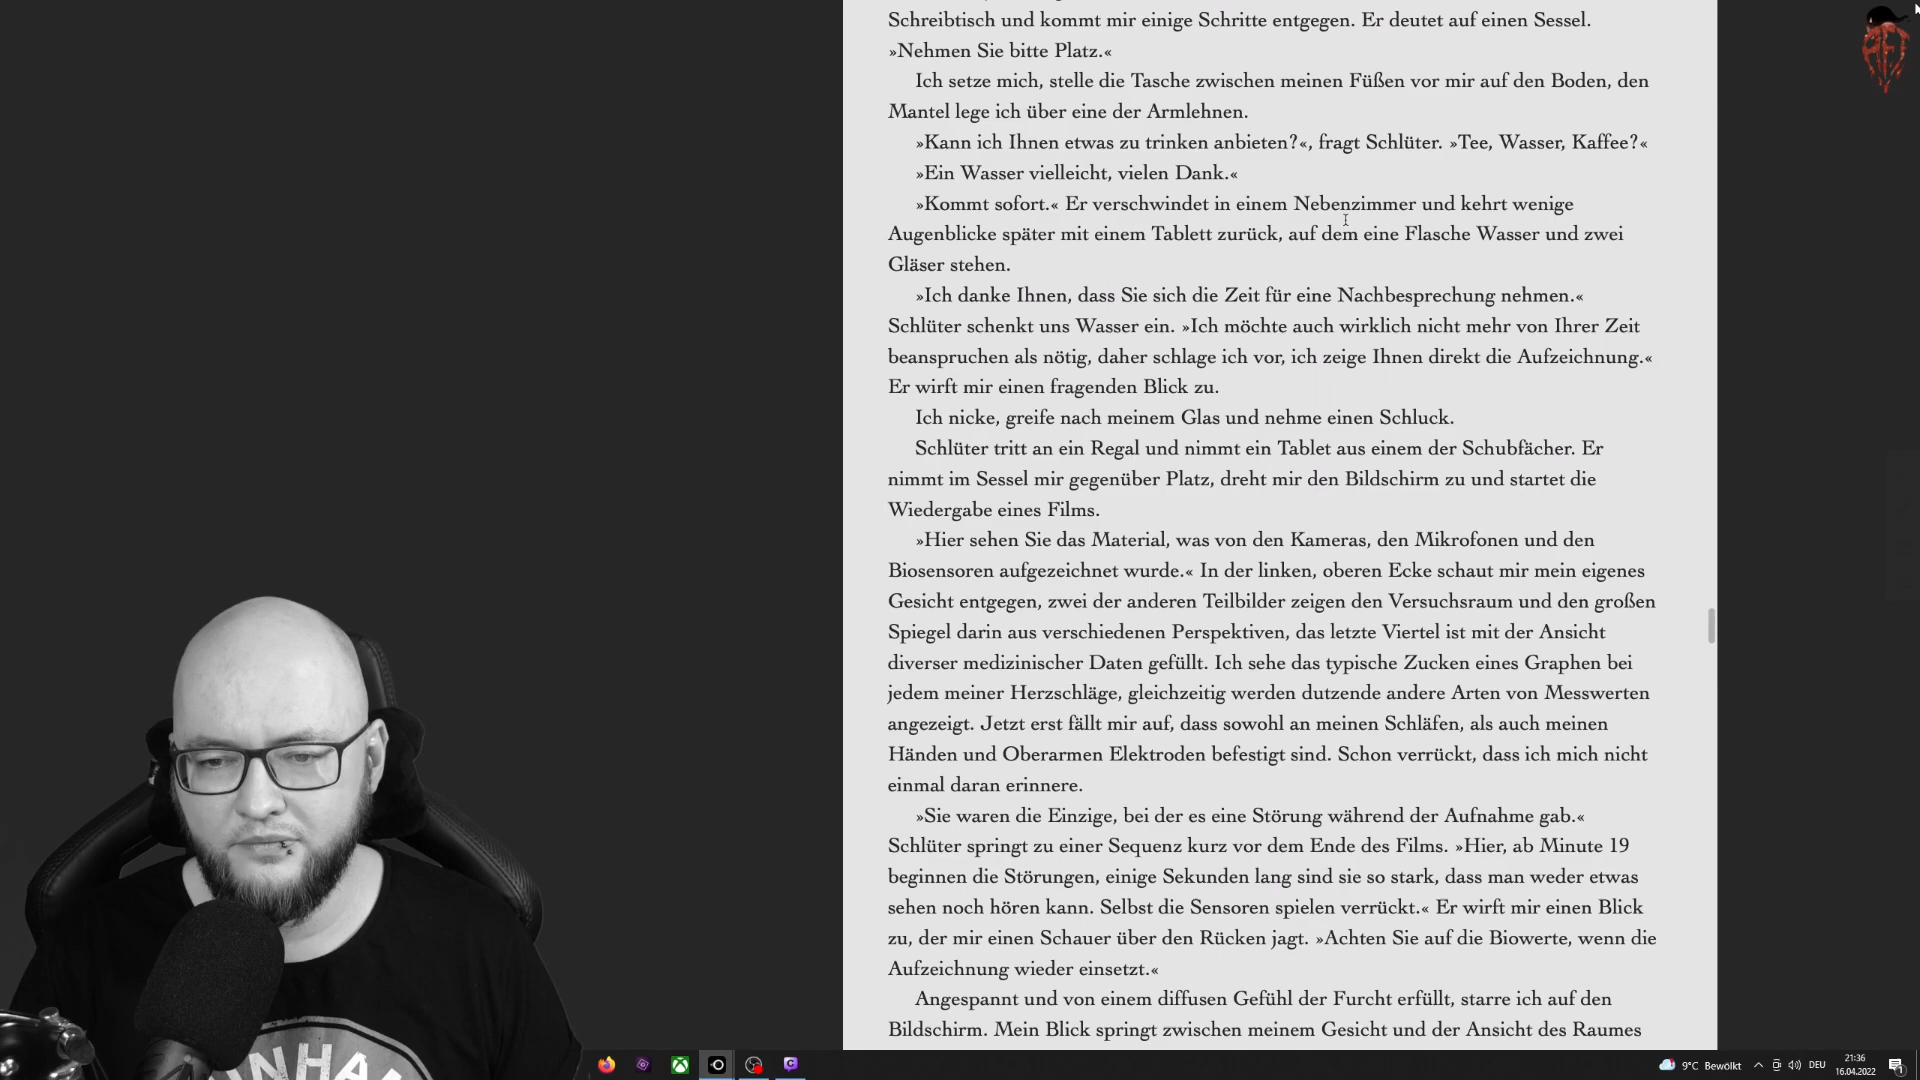 Schreibtisch und kommt mir einige Schritte entgegen. Er deutet auf einen Sessel.
»Nehmen Sie bitte Platz.«
Ich setze mich, stelle die Tasche zwischen meinen Füßen vor mir auf den Boden, den
Mantel lege ich über eine der Armlehnen.
»Kann ich Ihnen etwas zu trinken anbieten?«, fragt Schlüter. »Tee, Wasser, Kaffee?«
»Ein Wasser vielleicht, vielen Dank.«
»Kommt sofort.« Er verschwindet in einem Nebenzimmer und kehrt wenige
Augenblicke später mit einem Tablett zurück, auf dem eine Flasche Wasser und zwei
Gläser stehen.
»Ich danke Ihnen, dass Sie sich die Zeit für eine Nachbesprechung nehmen.«
Schlüter schenkt uns Wasser ein. »Ich möchte auch wirklich nicht mehr von Ihrer Zeit
beanspruchen als nötig, daher schlage ich vor, ich zeige Ihnen direkt die Aufzeichnung.«
Er wirft mir einen fragenden Blick zu.
Ich nicke, greife nach meinem Glas und nehme einen Schluck.
Schlüter tritt an ein Regal und nimmt ein Tablet aus einem der Schubfächer. Er
nimmt im Sessel mir gegenüber Platz, dreht mir den Bildschirm zu und startet die
Wiedergabe eines Films.
»Hier sehen Sie das Material, was von den Kameras, den Mikrofonen und den
Biosensoren aufgezeichnet wurde.« In der linken, oberen Ecke schaut mir mein eigenes
Gesicht entgegen, zwei der anderen Teilbilder zeigen den Versuchsraum und den großen
Spiegel darin aus verschiedenen Perspektiven, das letzte Viertel ist mit der Ansicht
diverser medizinischer Daten gefüllt. Ich sehe das typische Zucken eines Graphen bei
jedem meiner Herzschläge, gleichzeitig werden dutzende andere Arten von Messwerten
angezeigt. Jetzt erst fällt mir auf, dass sowohl an meinen Schläfen, als auch meinen
Händen und Oberarmen Elektroden befestigt sind. Schon verrückt, dass ich mich nicht
einmal daran erinnere.
»Sie waren die Einzige, bei der es eine Störung während der Aufnahme gab.«
Schlüter springt zu einer Sequenz kurz vor dem Ende des Films. »Hier, ab Minute 19
beginnen die Störungen, einige Sekunden lang sind sie so stark, dass man weder etwas
sehen noch hören kann. Selbst die Sensoren spielen verrückt.« Er wirft mir einen Blick
zu, der mir einen Schauer über den Rücken jagt. »Achten Sie auf die Biowerte, wenn die
Aufzeichnung wieder einsetzt.«
Angespannt und von einem diffusen Gefühl der Furcht erfüllt, starre ich auf den
Bildschirm. Mein Blick springt zwischen meinem Gesicht und der Ansicht des Raumes
9°C Bewölkt
DEU
21:36
16.04.2022